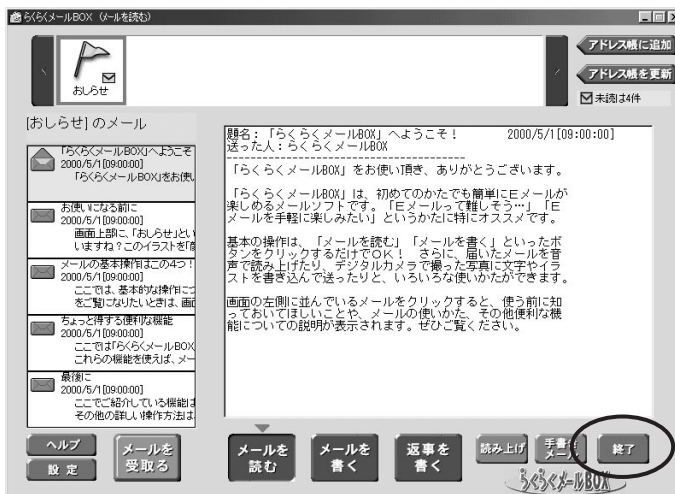 らくらくメールBOX (メールを読む)
おしらせ
アドレス帳に追加
アドレス帳を更新
未読は4件
[おしらせ] のメール
「らくらくメールBOX」へようこそ
2000/5/1 [09:00:00]
「らくらくメールBOX」をお使い
お使いになる前に
2000/5/1 [09:00:00]
画面上部に、「おしらせ」とい
いますね？このイラストを「
メールの基本操作はこの4つ！
2000/5/1 [09:00:00]
ここでは、基本的な操作に
をご覧になりたいときは、画
ちょっと得する便利な機能
2000/5/1 [09:00:00]
ここでは「らくらくメールBOX
これらの機能を使えば、メー
最後に
2000/5/1 [09:00:00]
ここでご紹介している機能は
その他の詳しい操作方法は
題名：「らくらくメールBOX」へようこそ！ 2000/5/1[09:00:00]
送った人：らくらくメールBOX
----------------------------------------
「らくらくメールBOX」をお使い頂き、ありがとうございます。
「らくらくメールBOX」は、初めてのかたでも簡単にEメールが
楽しめるメールソフトです。「Eメールって難しそう…」「E
メールを手軽に楽しみたい」というかたに特にオススメです。
基本の操作は、「メールを読む」「メールを書く」といったボ
タンをクリックするだけでOK！ さらに、届いたメールを音
声で読み上げたり、デジタルカメラで撮った写真に文字やイラ
ストを書き込んで送ったりと、いろいろな使いかたができます。
画面の左側に並んでいるメールをクリックすると、使う前に知
っておいてほしいことや、メールの使いかた、その他便利な機
能についての説明が表示されます。ぜひご覧ください。
ヘルプ
設定
メールを
受取る
メールを
読む
メールを
書く
返事を
書く
読み上げ
手書き
メール
終了
らくらくメールBOX